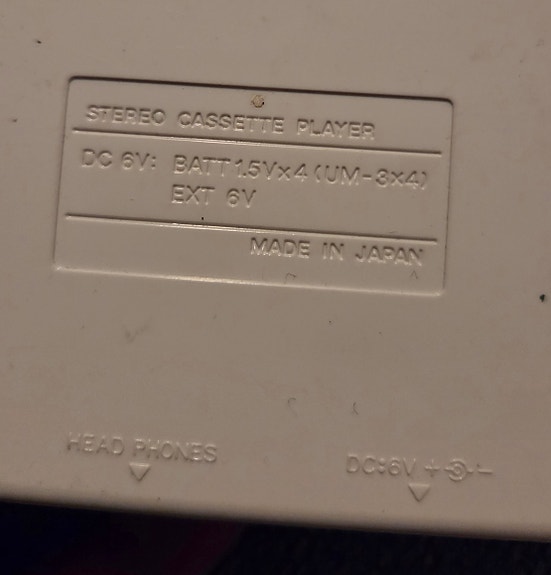 STEREO CASSETTE PLAYER
DC 6V: BATT 1.5V×4 (UM-3×4)
EXT 6V
MADE IN JAPAN
HEAD PHONES
DC:6V + -